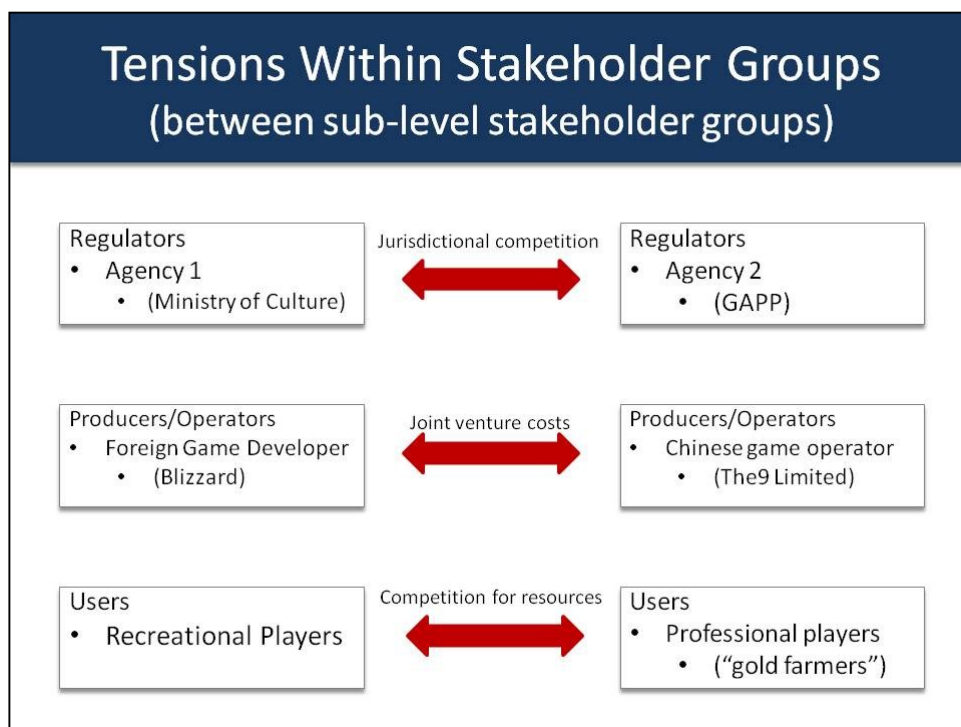 Tensions Within Stakeholder Groups
(between sub-level stakeholder groups)
Regulators
• Agency 1
• (Ministry of Culture)
Jurisdictional competition
Regulators
• Agency 2
• (GAPP)
Producers/Operators
• Foreign Game Developer
• (Blizzard)
Joint venture costs
Producers/Operators
• Chinese game operator
• (The9 Limited)
Users
• Recreational Players
Competition for resources
Users
• Professional players
• (“gold farmers”)